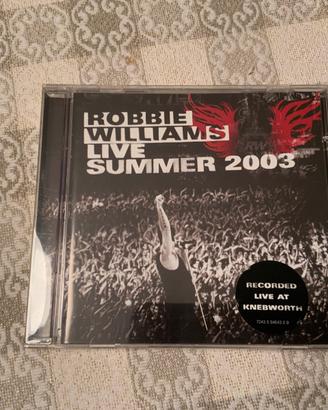 ROBBIE
WILLIAMS
LIVE
SUMMER 2003
RECORDED
LIVE AT
KNEBWORTH